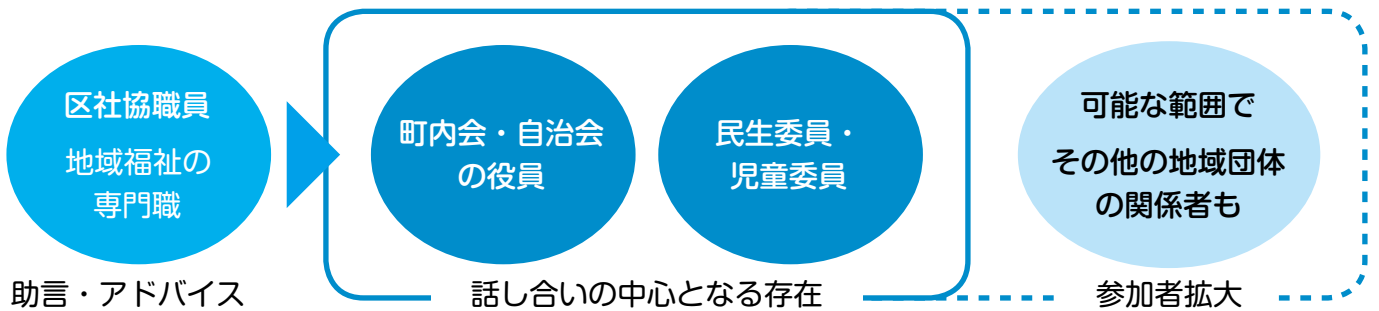 区社協職員
地域福祉の
専門職
助言・アドバイス
町内会・自治会
の役員
民生委員・
児童委員
話し合いの中心となる存在
可能な範囲で
その他の地域団体
の関係者も
参加者拡大